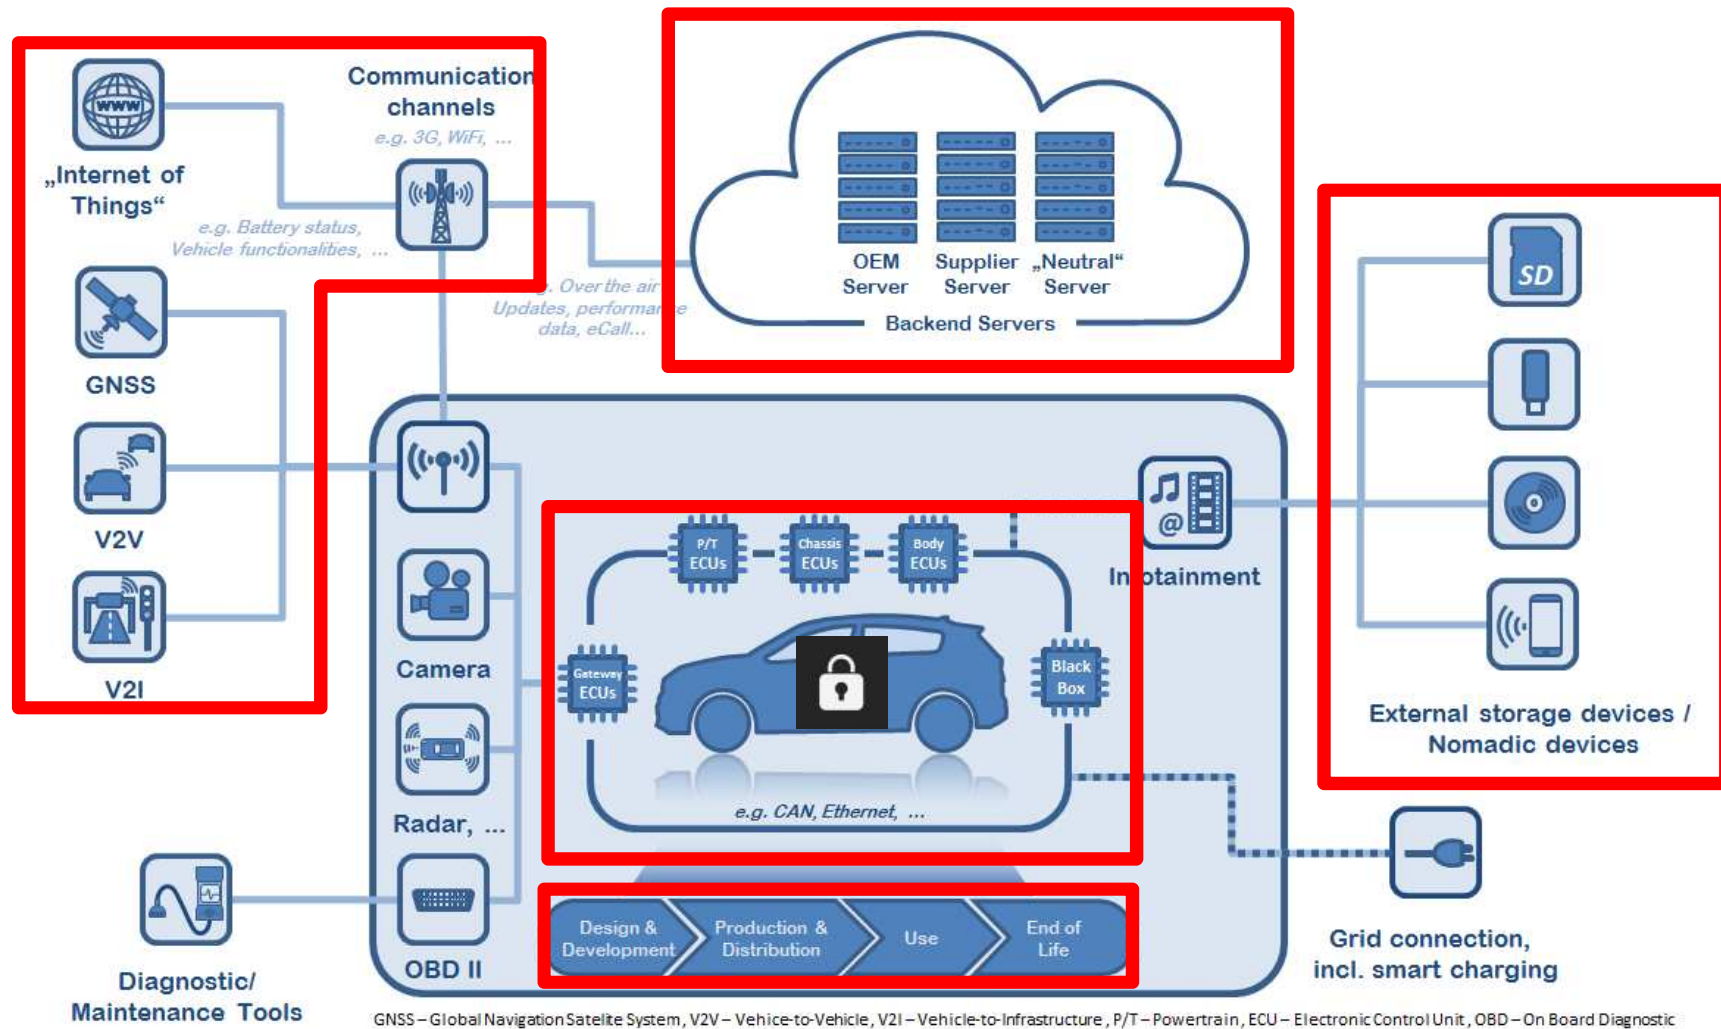 www
„Internet of
Things“
Communication
channels
e.g. 3G, WiFi, ...
e.g. Battery status,
Vehicle functionalities, ...
GNSS
V2V
V2I
g. Over the air
Updates, performance
data, eCall...
OEM
Server
Supplier
Server
„Neutral“
Server
Backend Servers
SD
External storage devices /
Nomadic devices
@
Infotainment
P/T
ECUs
Chassis
ECUs
Body
ECUs
Gateway
ECUs
Black
Box
e.g. CAN, Ethernet, ...
Camera
Radar, ...
OBD II
Diagnostic/
Maintenance Tools
Design &
Development
Production &
Distribution
Use
End of
Life
Grid connection,
incl. smart charging
GNSS – Global Navigation Satelite System, V2V – Vehice-to-Vehicle, V2I – Vehicle-to-Infrastructure, P/T – Powertrain, ECU – Electronic Control Unit, OBD – On Board Diagnostic